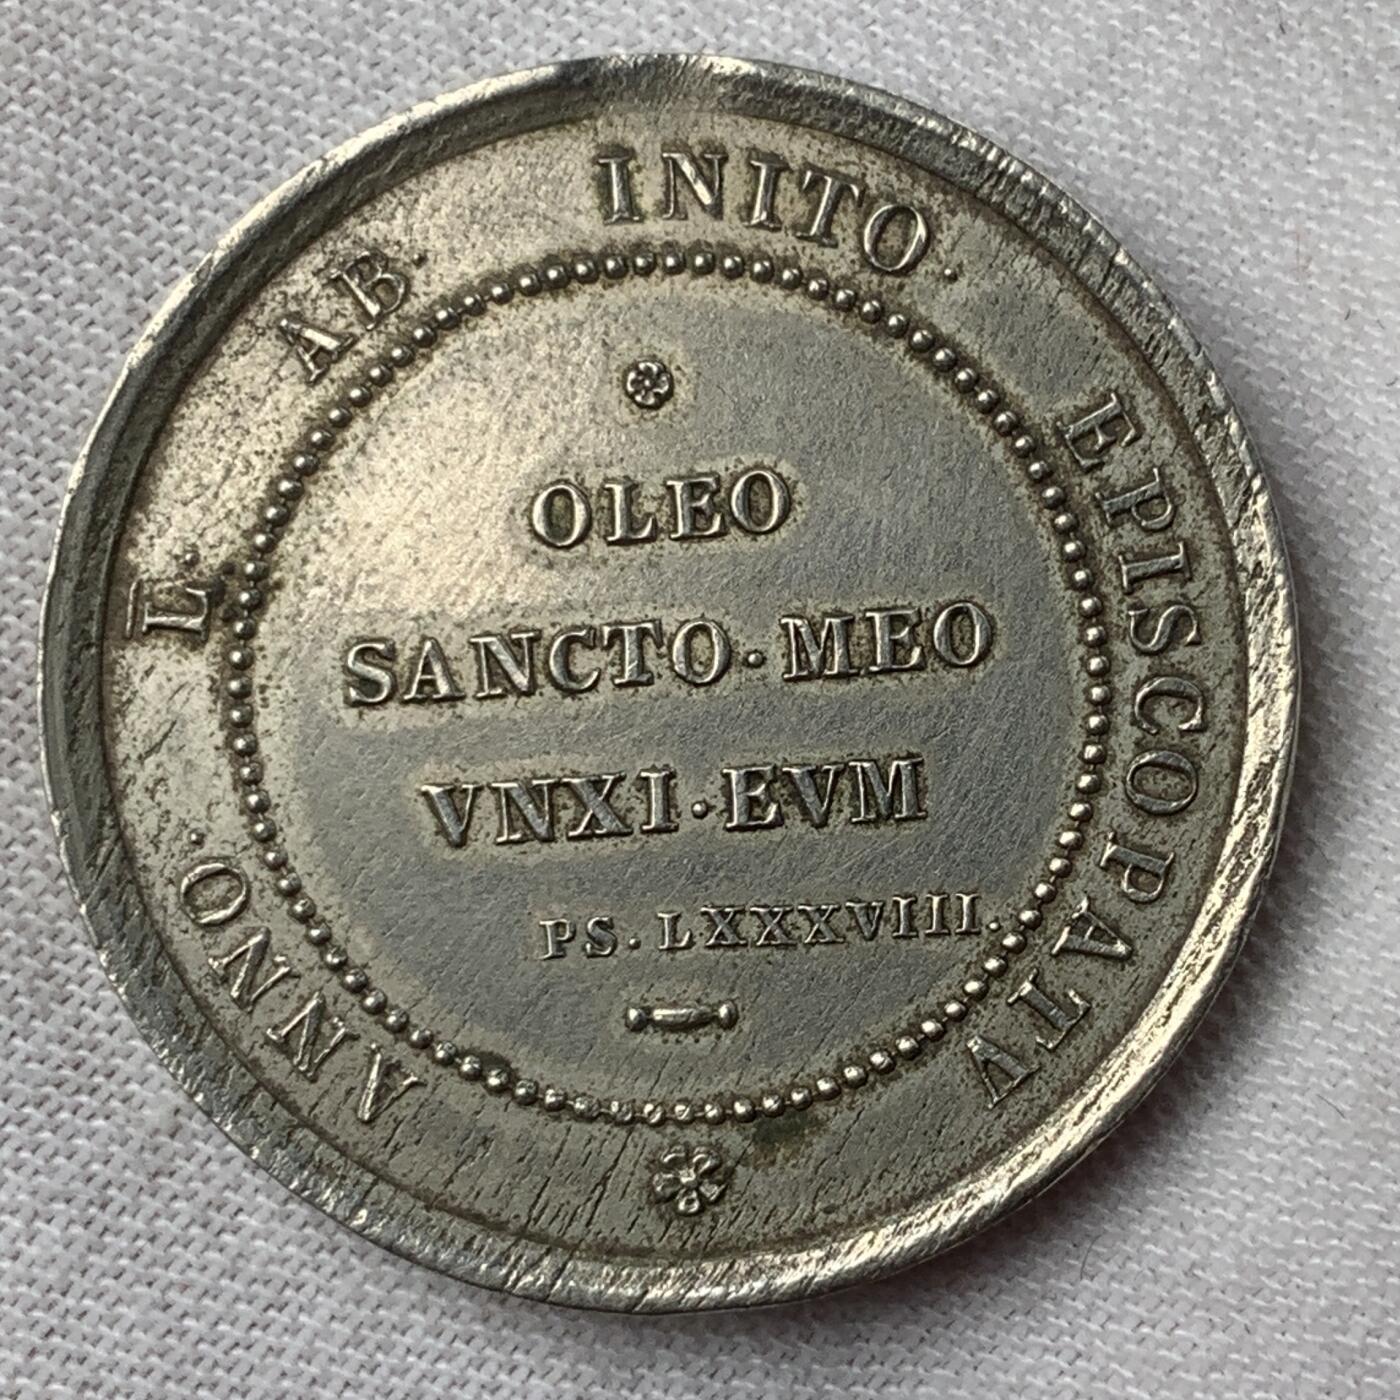 ANNO. L̅. AB. INITO. EPISCOPATV
OLEO
SANCTO·MEO
VNXI·EVM
PS. LXXXVIII.